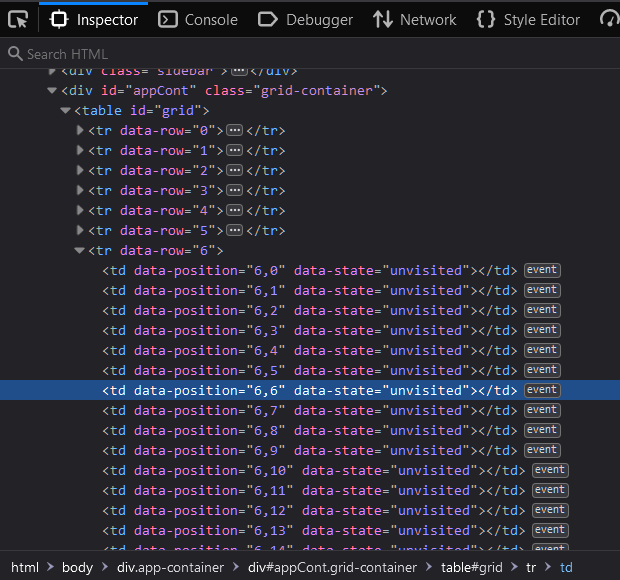 Inspector Console Debugger Network {} Style Editor
Search HTML
<div class="sidebar"></div>
<div id="appCont" class="grid-container">
<table id="grid">
<tr data-row="0"></tr>
<tr data-row="1"></tr>
<tr data-row="2"></tr>
<tr data-row="3"></tr>
<tr data-row="4"></tr>
<tr data-row="5"></tr>
<tr data-row="6">
<td data-position="6,0" data-state="unvisited"></td> event
<td data-position="6,1" data-state="unvisited"></td> event
<td data-position="6,2" data-state="unvisited"></td> event
<td data-position="6,3" data-state="unvisited"></td> event
<td data-position="6,4" data-state="unvisited"></td> event
<td data-position="6,5" data-state="unvisited"></td> event
<td data-position="6,6" data-state="unvisited"></td> event
<td data-position="6,7" data-state="unvisited"></td> event
<td data-position="6,8" data-state="unvisited"></td> event
<td data-position="6,9" data-state="unvisited"></td> event
<td data-position="6,10" data-state="unvisited"></td> event
<td data-position="6,11" data-state="unvisited"></td> event
<td data-position="6,12" data-state="unvisited"></td> event
<td data-position="6,13" data-state="unvisited"></td> event
<td data-position="6,14" data-state="unvisited"></td> event
html > body > div.app-container > div#appCont.grid-container > table#grid > tr > td